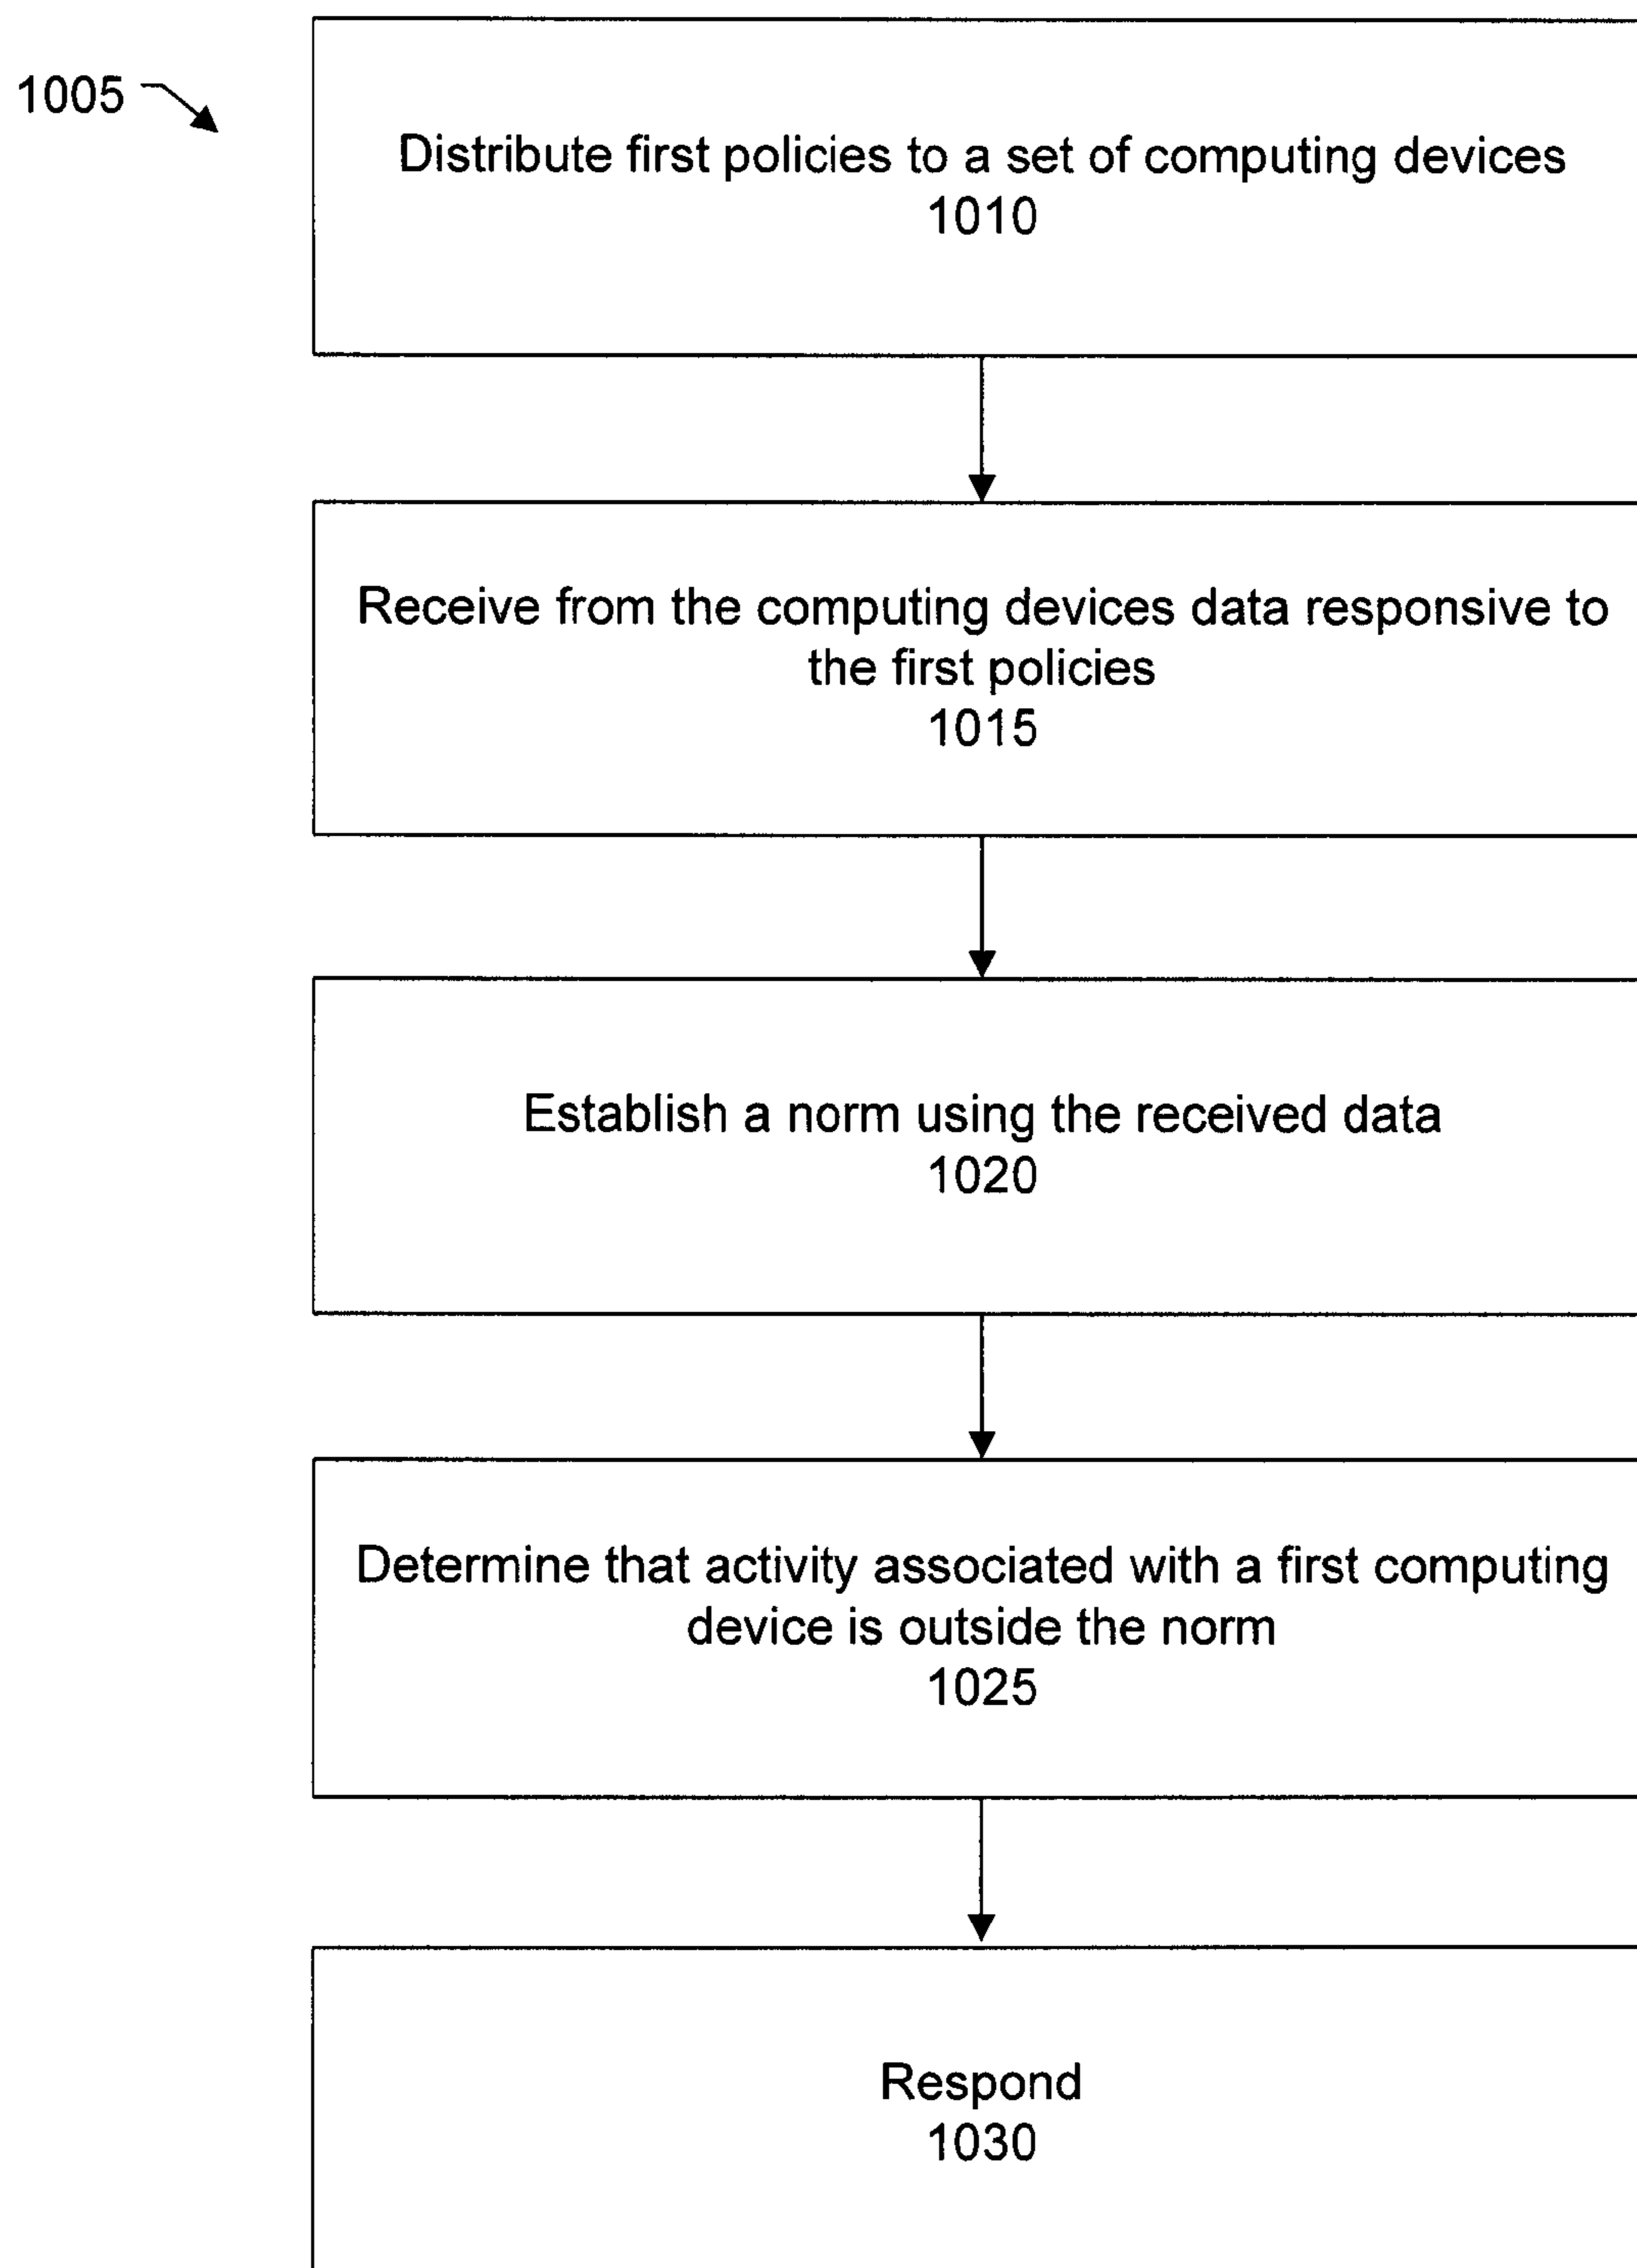 1005
Distribute first policies to a set of computing devices
1010
Receive from the computing devices data responsive to
the first policies
1015
Establish a norm using the received data
1020
Determine that activity associated with a first computing
device is outside the norm
1025
Respond
1030